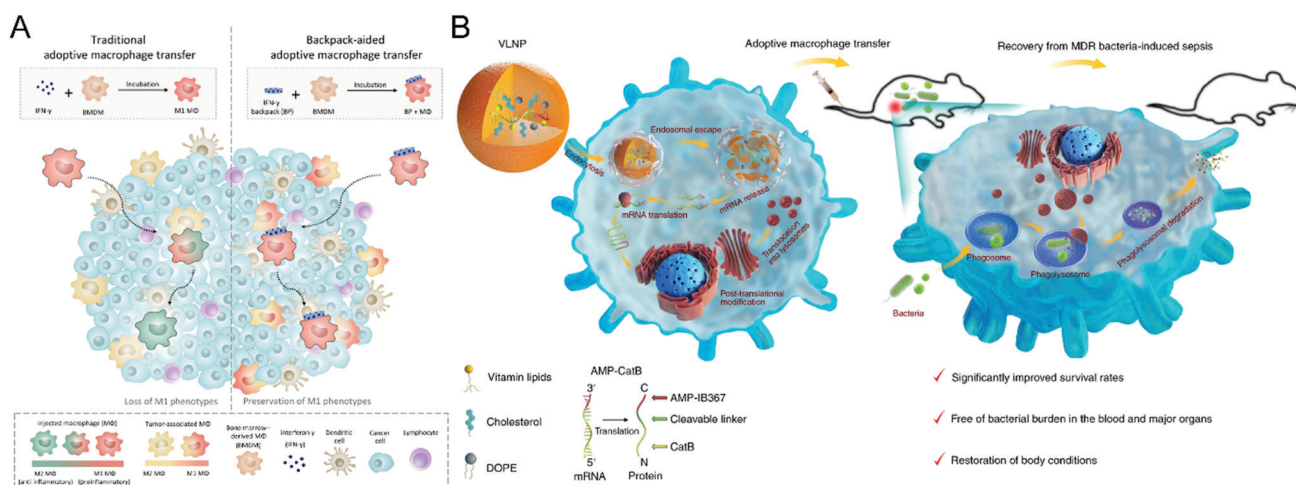 A
Traditional
adoptive macrophage transfer
IFN-γ
+
BMDM
Incubation
M1 MΦ
Backpack-aided
adoptive macrophage transfer
IFN-γ
backpack (BP)
+
BMDM
Incubation
BP + MΦ
Loss of M1 phenotypes
Preservation of M1 phenotypes
Injected macrophage (MΦ)
M2 MΦ
(anti-inflammatory)
M1 MΦ
(proinflammatory)
Tumor-associated MΦ
M2 MΦ
M1 MΦ
Bone marrow–
derived MΦ
(BMDM)
Interferon-γ
(IFN-γ)
Dendritic
cell
Cancer
cell
Lymphocyte
B
VLNP
Endocytosis
Endosomal escape
mRNA release
mRNA translation
Translocation
into lysosomes
Post-translational
modification
Adoptive macrophage transfer
Recovery from MDR bacteria-induced sepsis
Bacteria
Phagosome
Phagolysosome
Phagolysosomal degradation
Vitamin lipids
Cholesterol
DOPE
AMP-CatB
3′
5′
mRNA
Translation
C
N
Protein
AMP-IB367
Cleavable linker
CatB
✓ Significantly improved survival rates
✓ Free of bacterial burden in the blood and major organs
✓ Restoration of body conditions